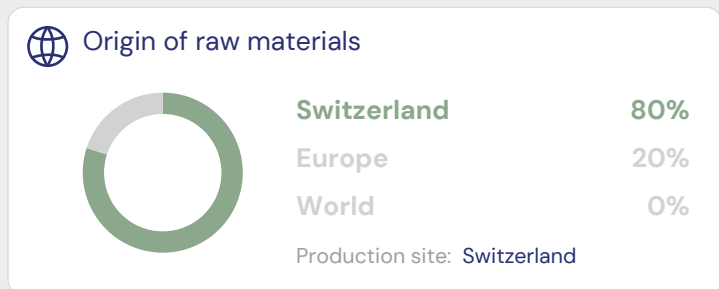 Origin of raw materials
Switzerland 80%
Europe 20%
World 0%
Production site: Switzerland